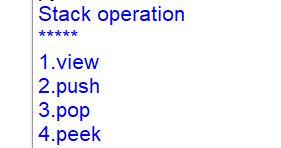 Stack operation
*****
1.view
2.push
3.pop
4.peek